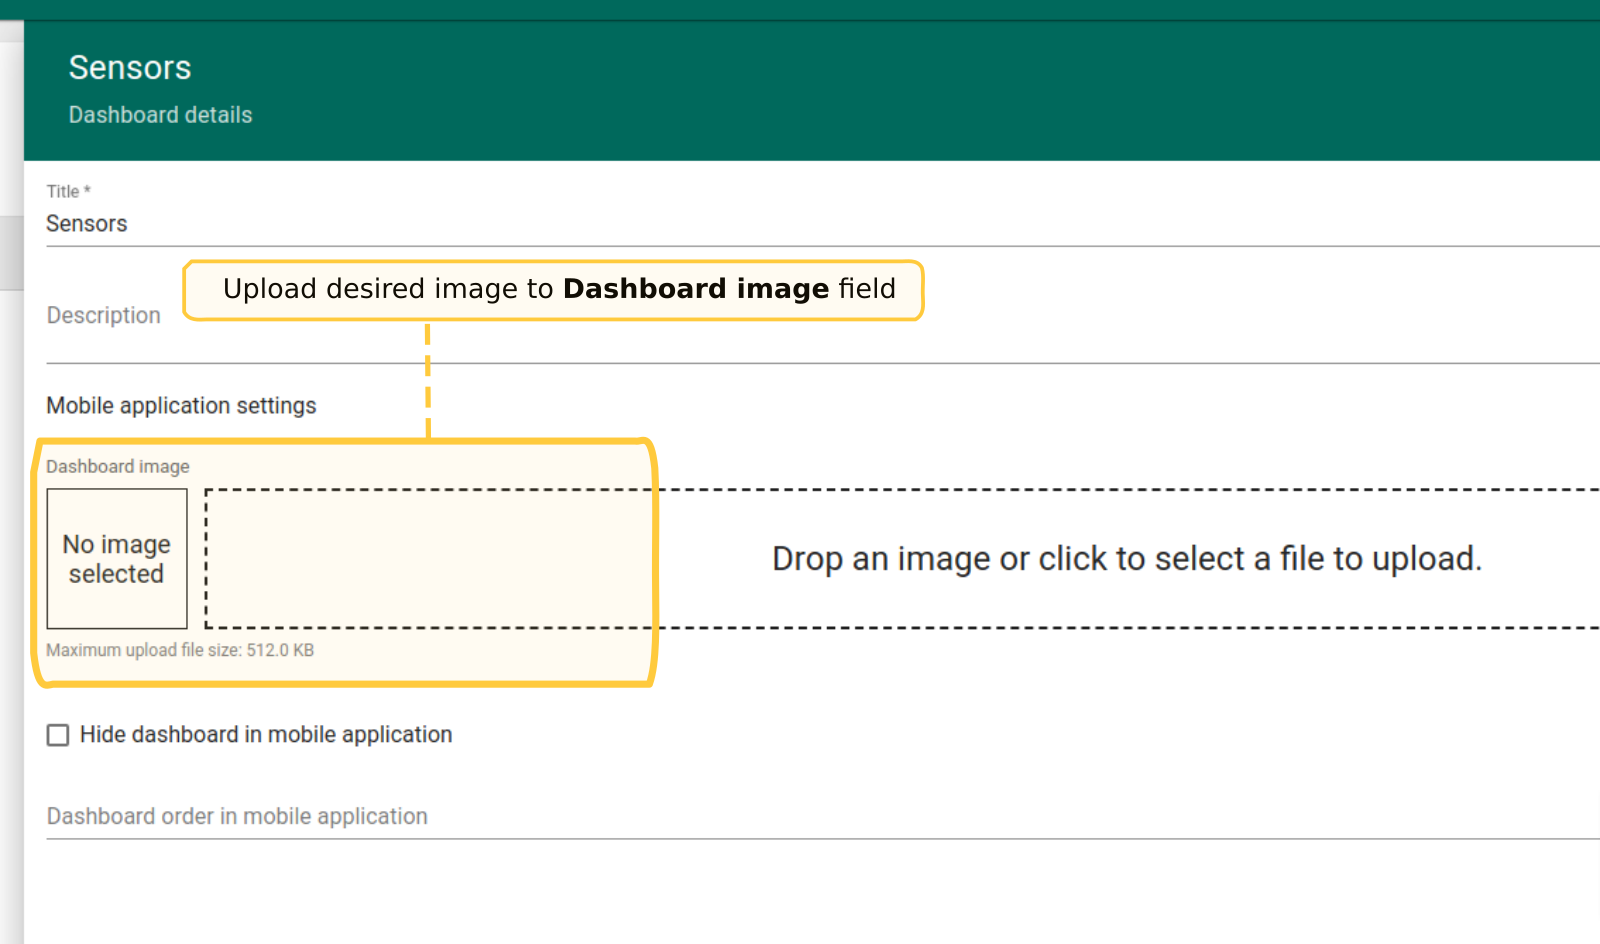 Sensors
Dashboard details
Title *
Sensors
Upload desired image to Dashboard image field
Description
Mobile application settings
Dashboard image
No image
selected
Drop an image or click to select a file to upload.
Maximum upload file size: 512.0 KB
Hide dashboard in mobile application
Dashboard order in mobile application